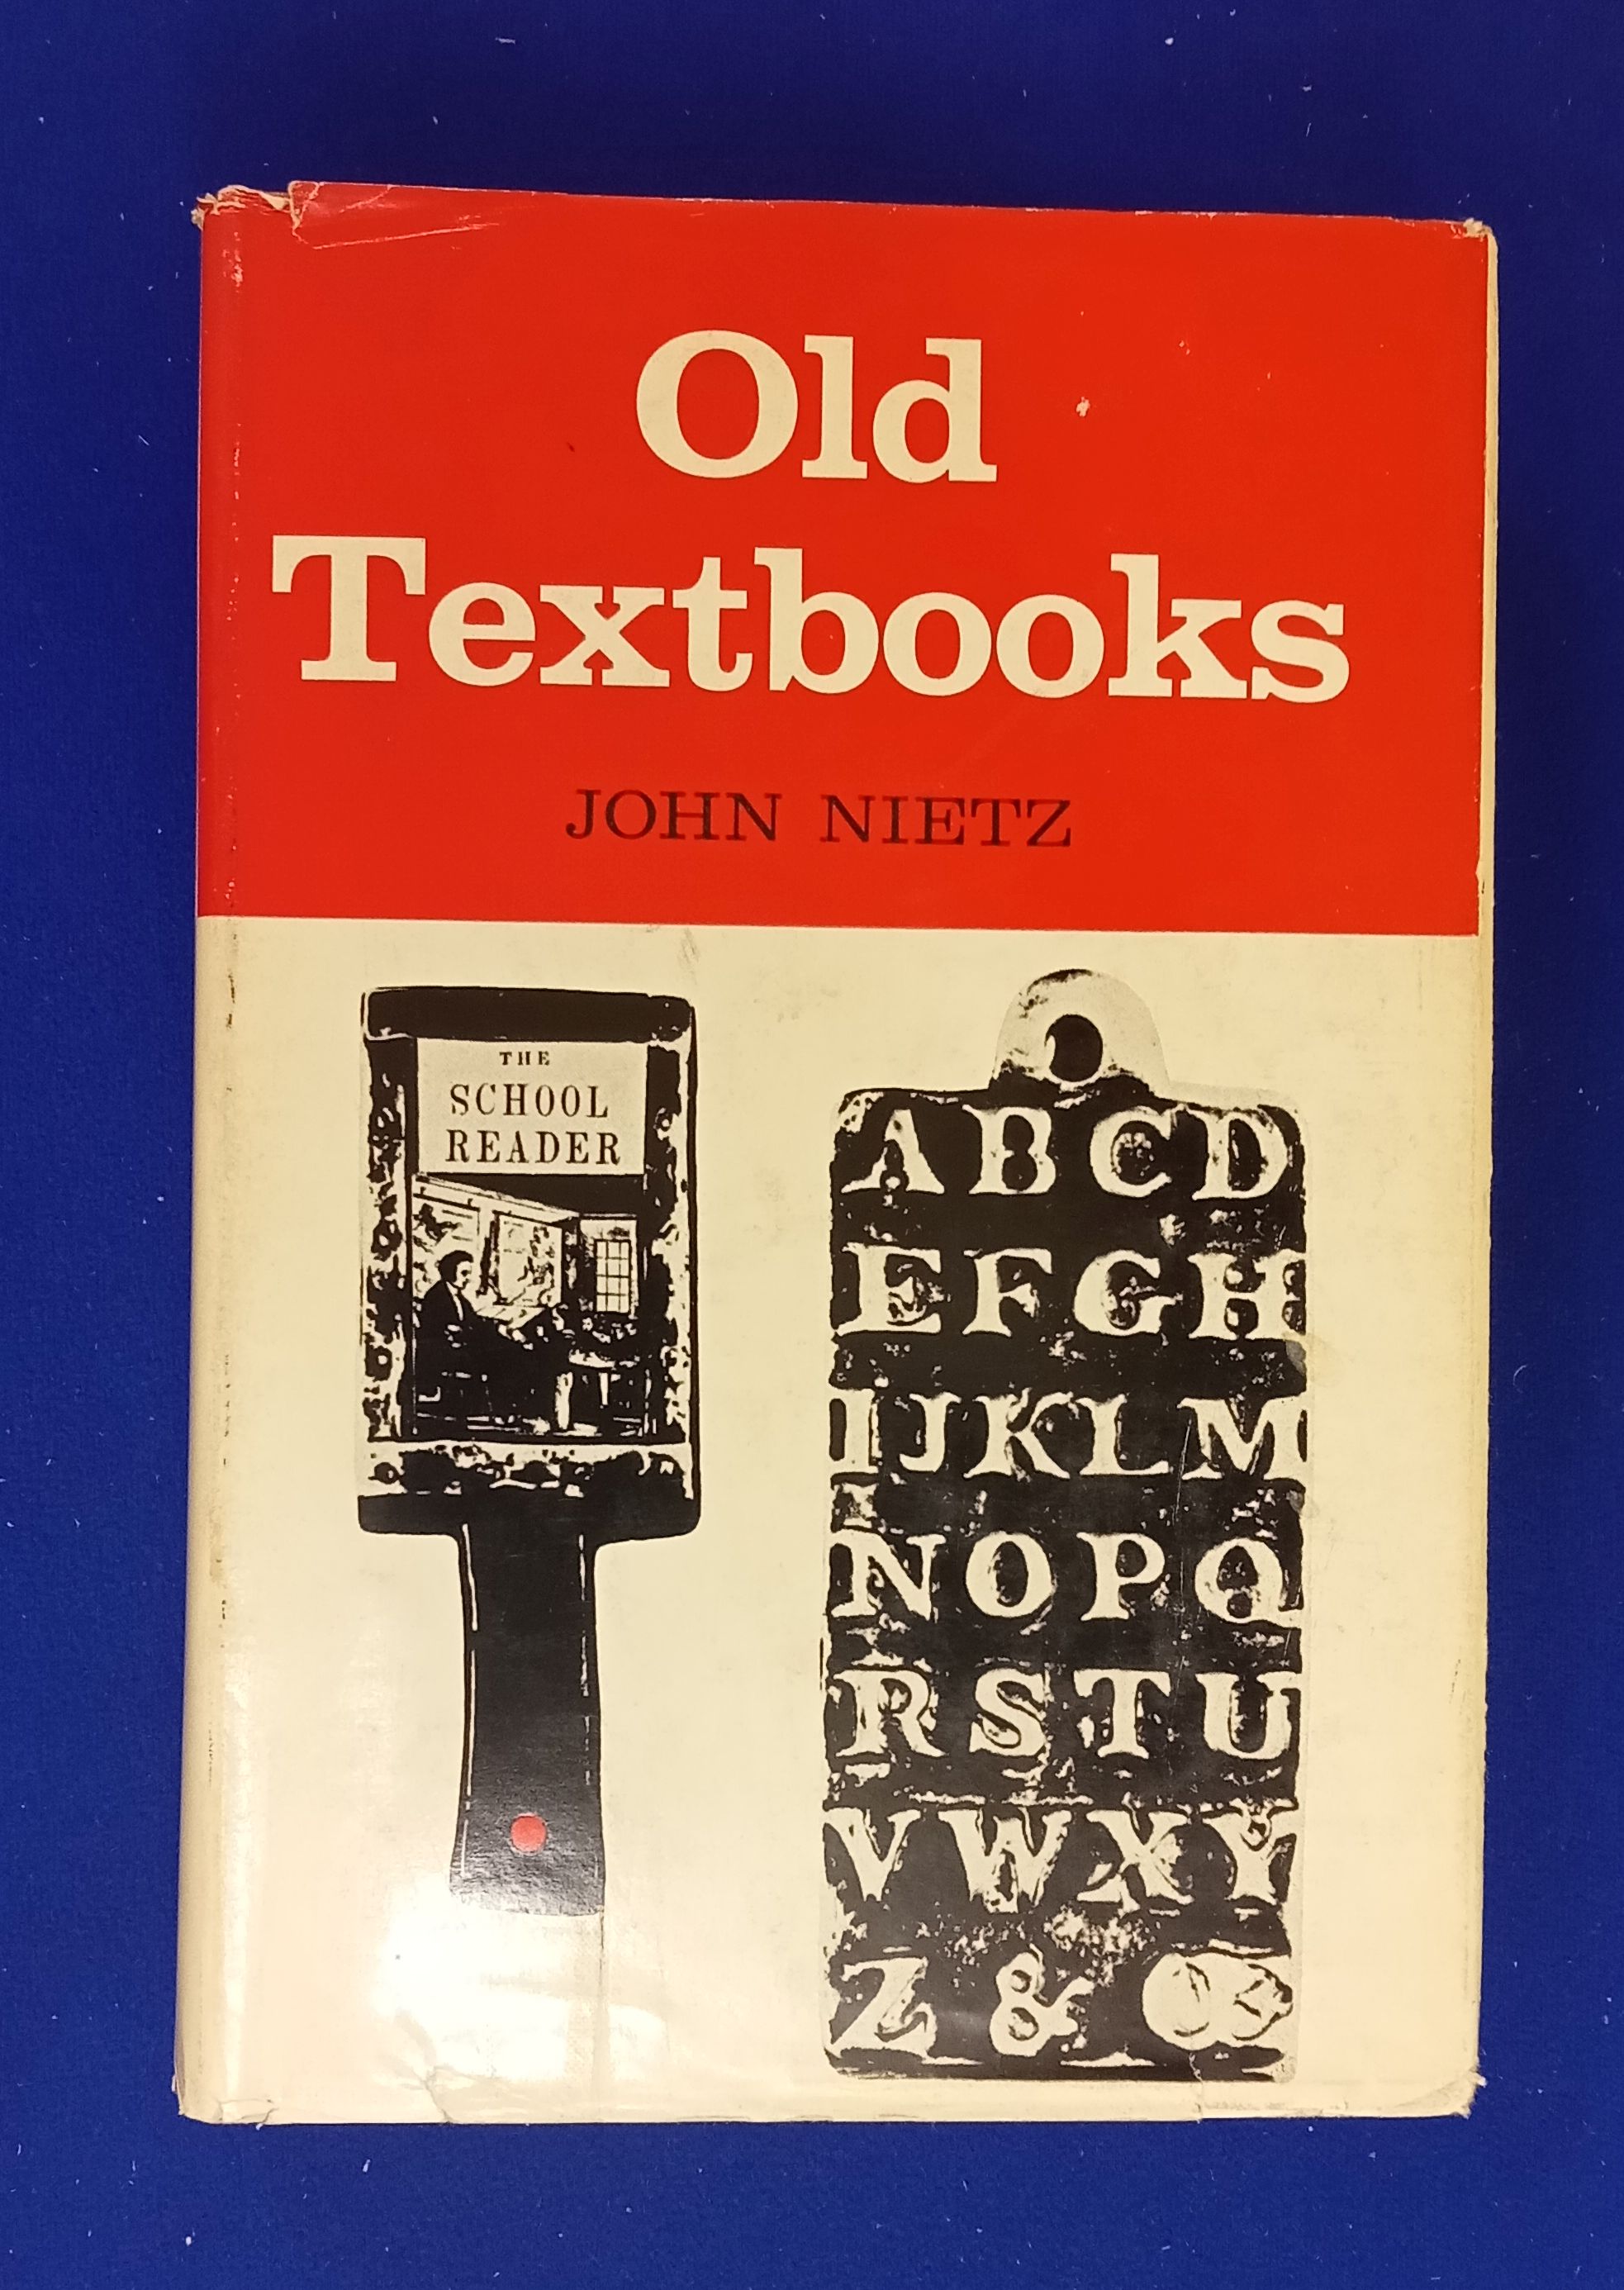 Old
Textbooks
JOHN NIETZ
THE
SCHOOL
READER
ABCD
EFGH
IJKLM
NOPQ
RSTU
VWXY
Z &